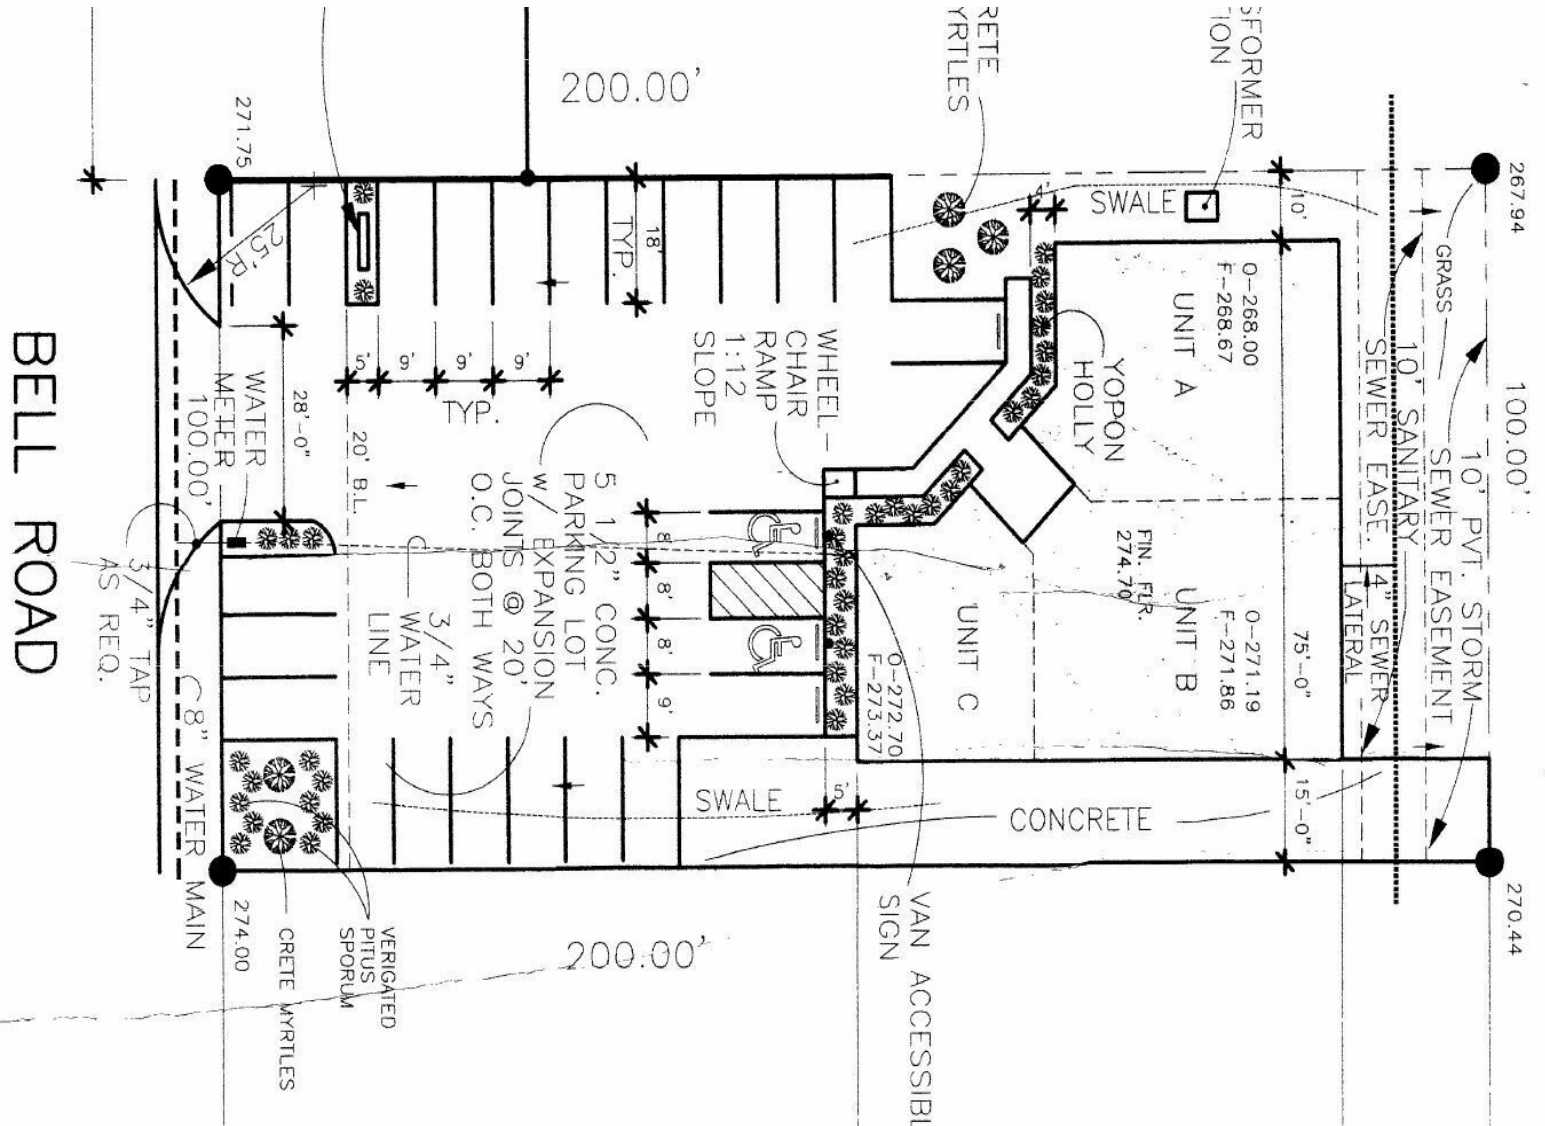 BELL ROAD
200.00'
271.75
25'R.
28'-0"
WATER
METER
100.00'
3/4" TAP
AS REQ.
8" WATER MAIN
20' B.L.
5'
9'
9'
9'
TYP.
18'
TYP.
WHEEL
CHAIR
RAMP
1:12
SLOPE
5 1/2" CONC.
PARKING LOT
w/ EXPANSION
JOINTS @ 20'
O.C. BOTH WAYS
3/4"
WATER
LINE
8'
8'
8'
9'
RETE
YRTLES
SFORMER
ION
4'
SWALE
10'
267.94
GRASS
10' SANITARY
SEWER EASE.
10' PVT. STORM
SEWER EASEMENT
100.00'
4" SEWER
LATERAL
O-268.00
F-268.67
UNIT A
YOPON
HOLLY
FIN. FLR.
274.70
O-271.19
F-271.86
UNIT B
75'-0"
UNIT C
O-272.70
F-273.37
SWALE
5'
CONCRETE
15'-0"
270.44
VAN ACCESSIBL
SIGN
200.00'
274.00
CRETE MYRTLES
VERIGATED
PITUS
SPORUM